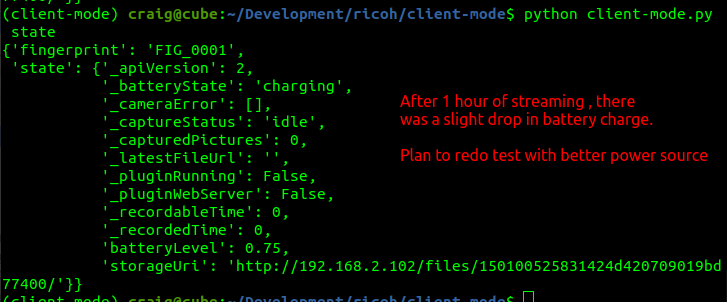 (client-mode) craig@cube:~/Development/ricoh/client-mode$ python client-mode.py
state
{'fingerprint': 'FIG_0001',
'state': {'_apiVersion': 2,
'_batteryState': 'charging',
'_cameraError': [],
'_captureStatus': 'idle',
'_capturedPictures': 0,
'_latestFileUrl': '',
'_pluginRunning': False,
'_pluginWebServer': False,
'_recordableTime': 0,
'_recordedTime': 0,
'batteryLevel': 0.75,
'storageUri': 'http://192.168.2.102/files/150100525831424d420709019bd
77400/'}}
After 1 hour of streaming , there
was a slight drop in battery charge.
Plan to redo test with better power source
(client-mode) craig@cube:~/Development/ricoh/client-mode$